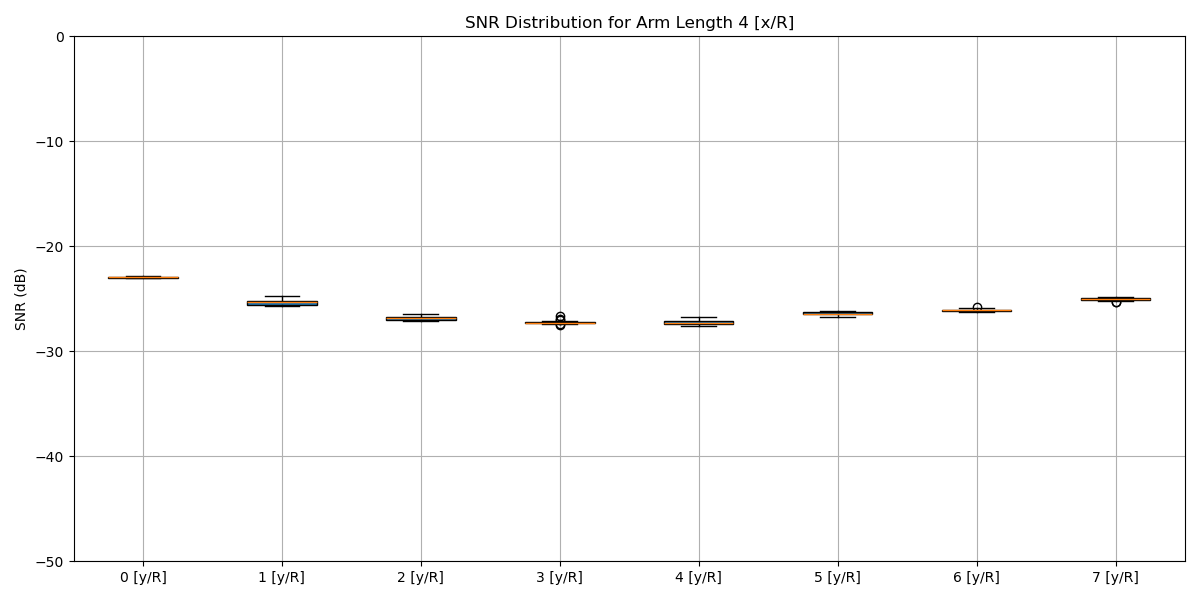 SNR Distribution for Arm Length 4 [x/R]
SNR (dB)
0
−10
−20
−30
−40
−50
0 [y/R] 1 [y/R] 2 [y/R] 3 [y/R] 4 [y/R] 5 [y/R] 6 [y/R] 7 [y/R]